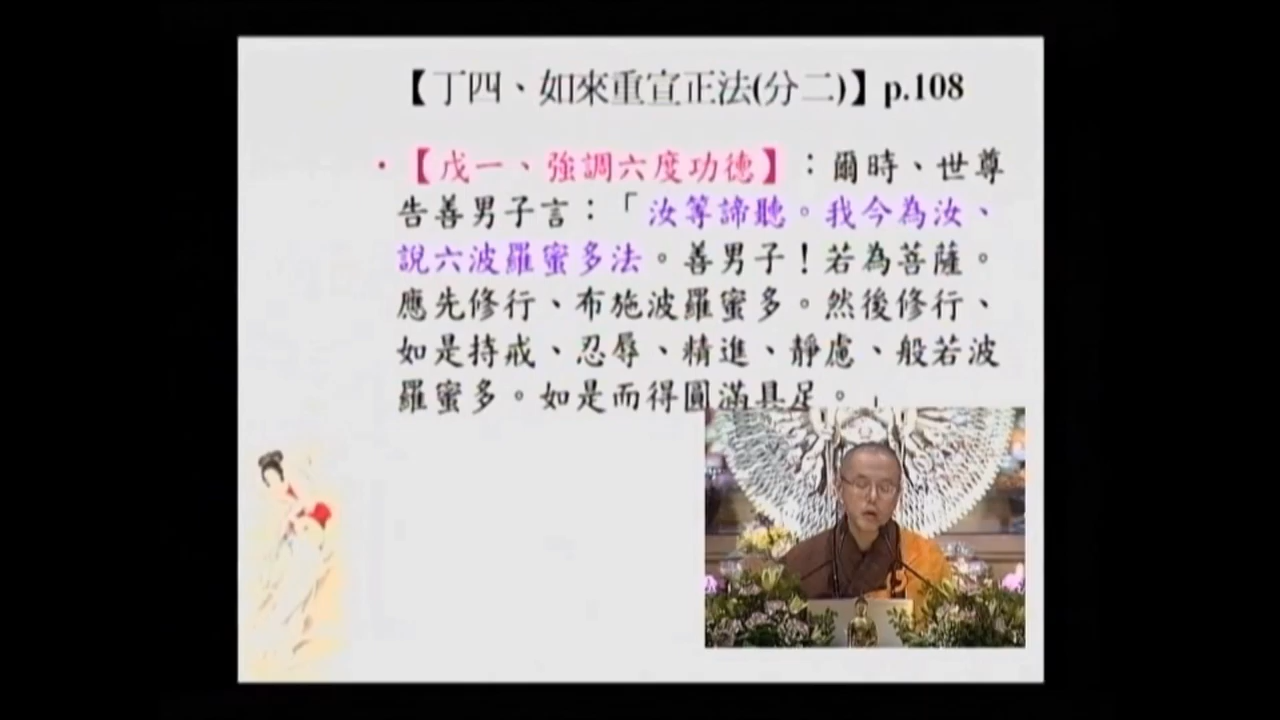 【丁四、如來重宣正法(分二)】p.108
·【戊一、強調六度功德】：爾時、世尊
告善男子言：「汝等諦聽。我今為汝、
說六波羅蜜多法。善男子！若為菩薩。
應先修行、布施波羅蜜多。然後修行、
如是持戒、忍辱、精進、靜慮、般若波
羅蜜多。如是而得圓滿具足。」